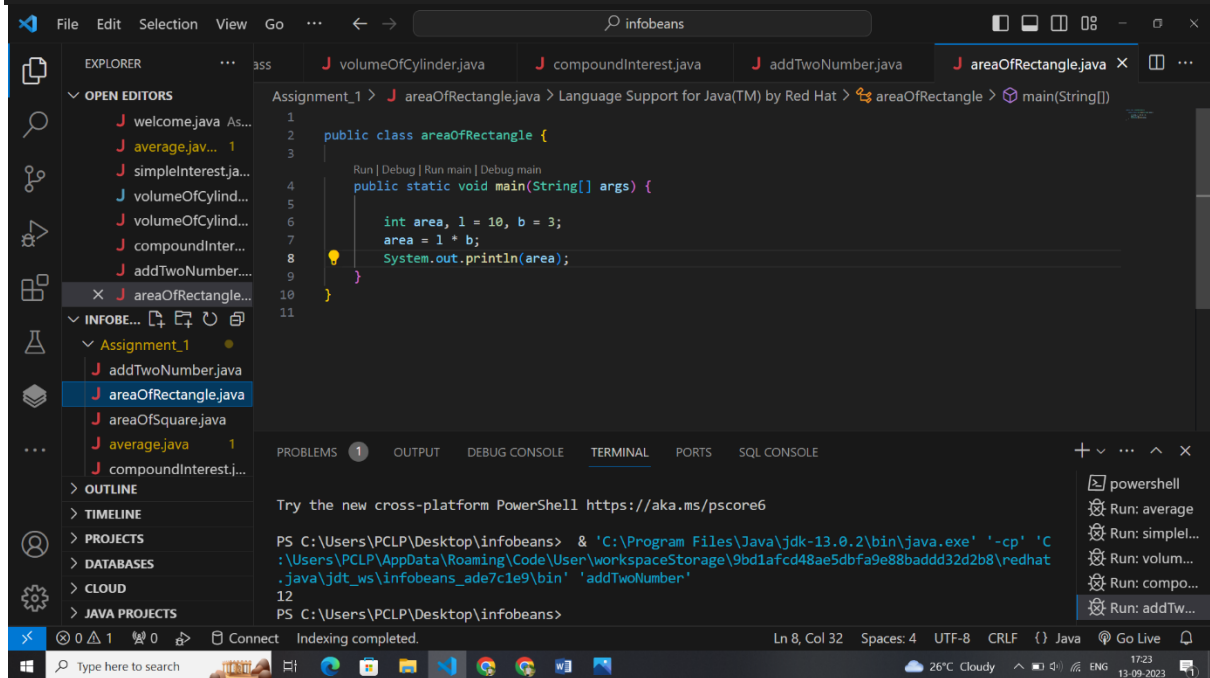 File Edit Selection View Go ··· infobeans
EXPLORER ···
OPEN EDITORS
J welcome.java As...
J average.jav... 1
J simpleInterest.ja...
J volumeOfCylind...
J volumeOfCylind...
J compoundInter...
J addTwoNumber....
J areaOfRectangle...
INFOBE...
Assignment_1
J addTwoNumber.java
J areaOfRectangle.java
J areaOfSquare.java
J average.java 1
J compoundInterest.j...
OUTLINE
TIMELINE
PROJECTS
DATABASES
CLOUD
JAVA PROJECTS
ass J volumeOfCylinder.java J compoundInterest.java J addTwoNumber.java J areaOfRectangle.java
Assignment_1 > J areaOfRectangle.java > Language Support for Java(TM) by Red Hat > areaOfRectangle > main(String[])
1
2 public class areaOfRectangle {
3
Run | Debug | Run main | Debug main
4 public static void main(String[] args) {
5
6 int area, l = 10, b = 3;
7 area = l * b;
8 System.out.println(area);
9 }
10 }
11
PROBLEMS 1 OUTPUT DEBUG CONSOLE TERMINAL PORTS SQL CONSOLE
Try the new cross-platform PowerShell https://aka.ms/pscore6
PS C:\Users\PCLP\Desktop\infobeans> & 'C:\Program Files\Java\jdk-13.0.2\bin\java.exe' '-cp' 'C
:\Users\PCLP\AppData\Roaming\Code\User\workspaceStorage\9bd1afcd48ae5dbfa9e88baddd32d2b8\redhat
.java\jdt_ws\infobeans_ade7c1e9\bin' 'addTwoNumber'
12
PS C:\Users\PCLP\Desktop\infobeans>
powershell
Run: average
Run: simpleI...
Run: volum...
Run: compo...
Run: addTw...
0 1 0 Connect Indexing completed. Ln 8, Col 32 Spaces: 4 UTF-8 CRLF {} Java Go Live
Type here to search 26°C Cloudy ENG 17:23
13-09-2023